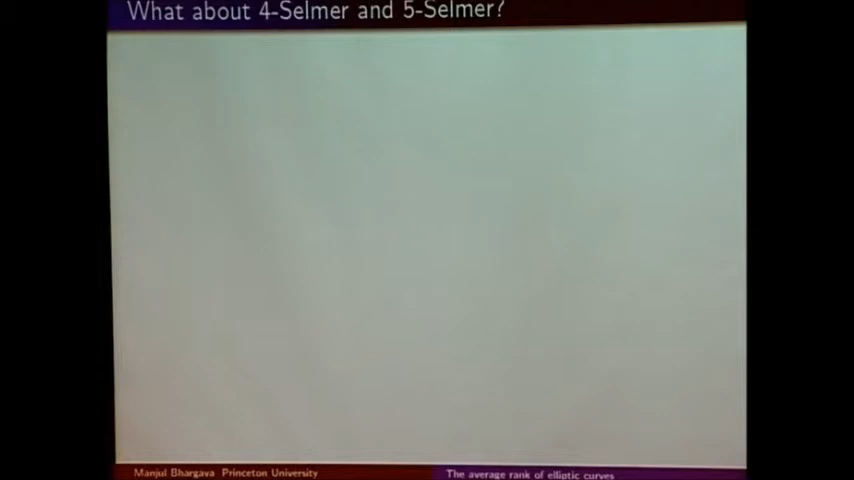 What about 4-Selmer and 5-Selmer?
Manjul Bhargava Princeton University
The average rank of elliptic curves